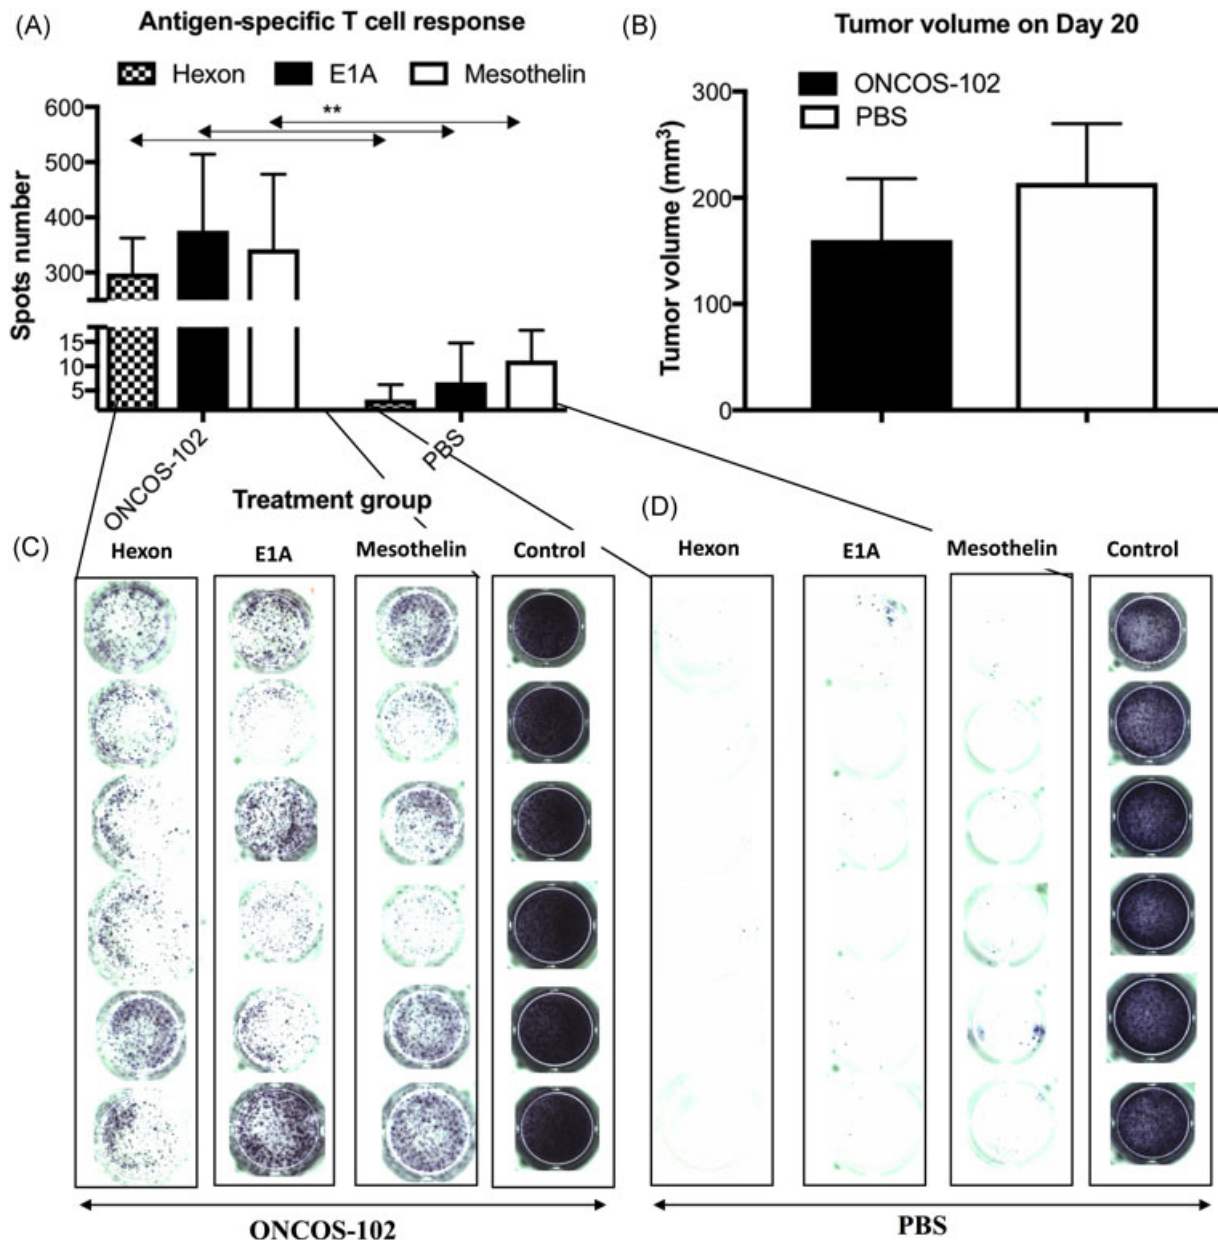 (A)
Antigen-specific T cell response
Hexon E1A Mesothelin
**
600
500
400
300
15
10
5
Spots number
ONCOS-102
PBS
Treatment group
(B)
Tumor volume on Day 20
ONCOS-102
PBS
300
200
100
0
Tumor volume (mm³)
(C)
Hexon E1A Mesothelin Control
ONCOS-102
(D)
Hexon E1A Mesothelin Control
PBS